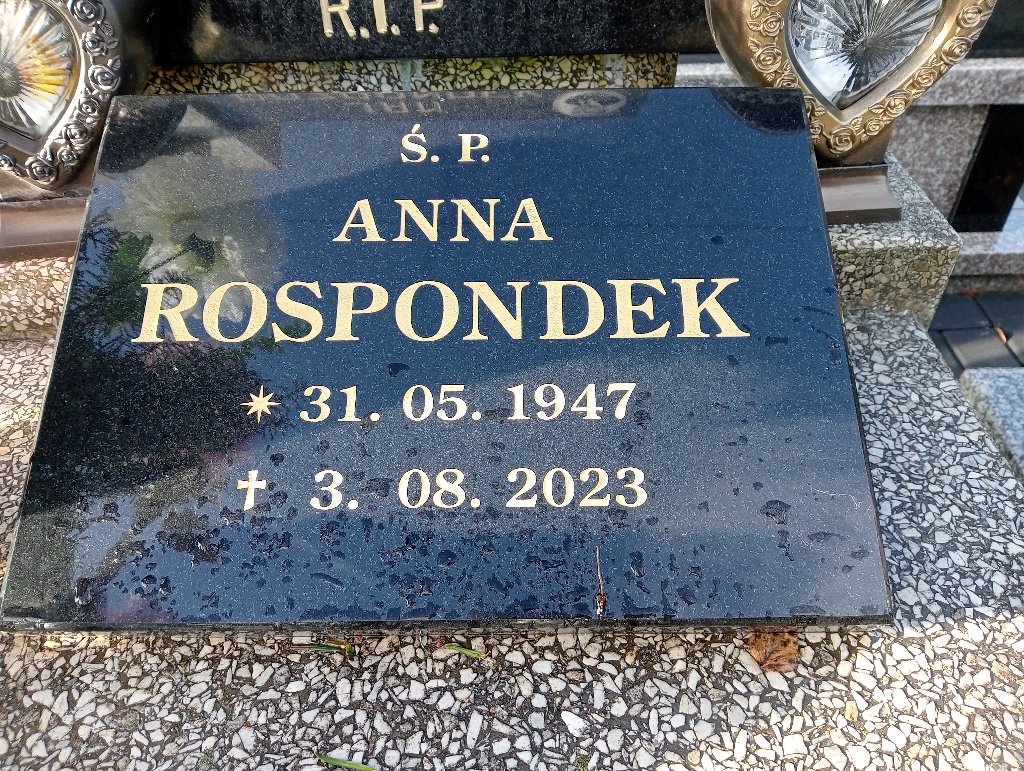 R.I.P.
Ś. P.
ANNA
ROSPONDEK
31. 05. 1947
3. 08. 2023